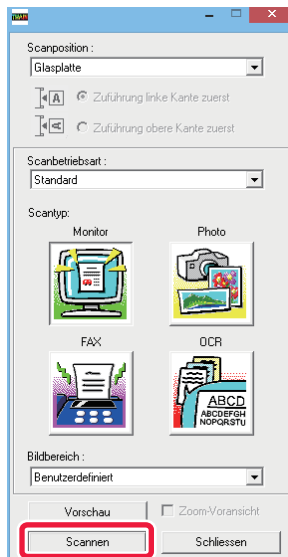 Scanposition :
Glasplatte
A Zuführung linke Kante zuerst
A Zuführung obere Kante zuerst
Scanbetriebsart :
Standard
Scantyp:
Monitor Photo
FAX OCR
ABCD
ABCDEFGH
NOPQRSTU
Bildbereich :
Benutzerdefiniert
Vorschau Zoom-Voransicht
Scannen Schliessen